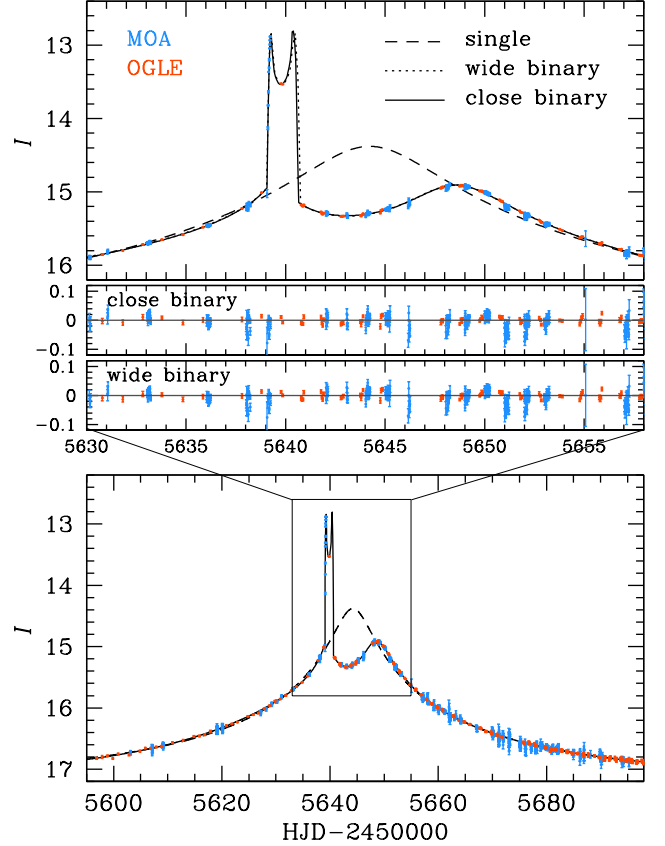 13
14
15
16
I
MOA
OGLE
single
wide binary
close binary
0.1
0
−0.1
close binary
0.1
0
−0.1
wide binary
5630 5635 5640 5645 5650 5655
13
14
15
16
17
I
5600 5620 5640 5660 5680
HJD−2450000